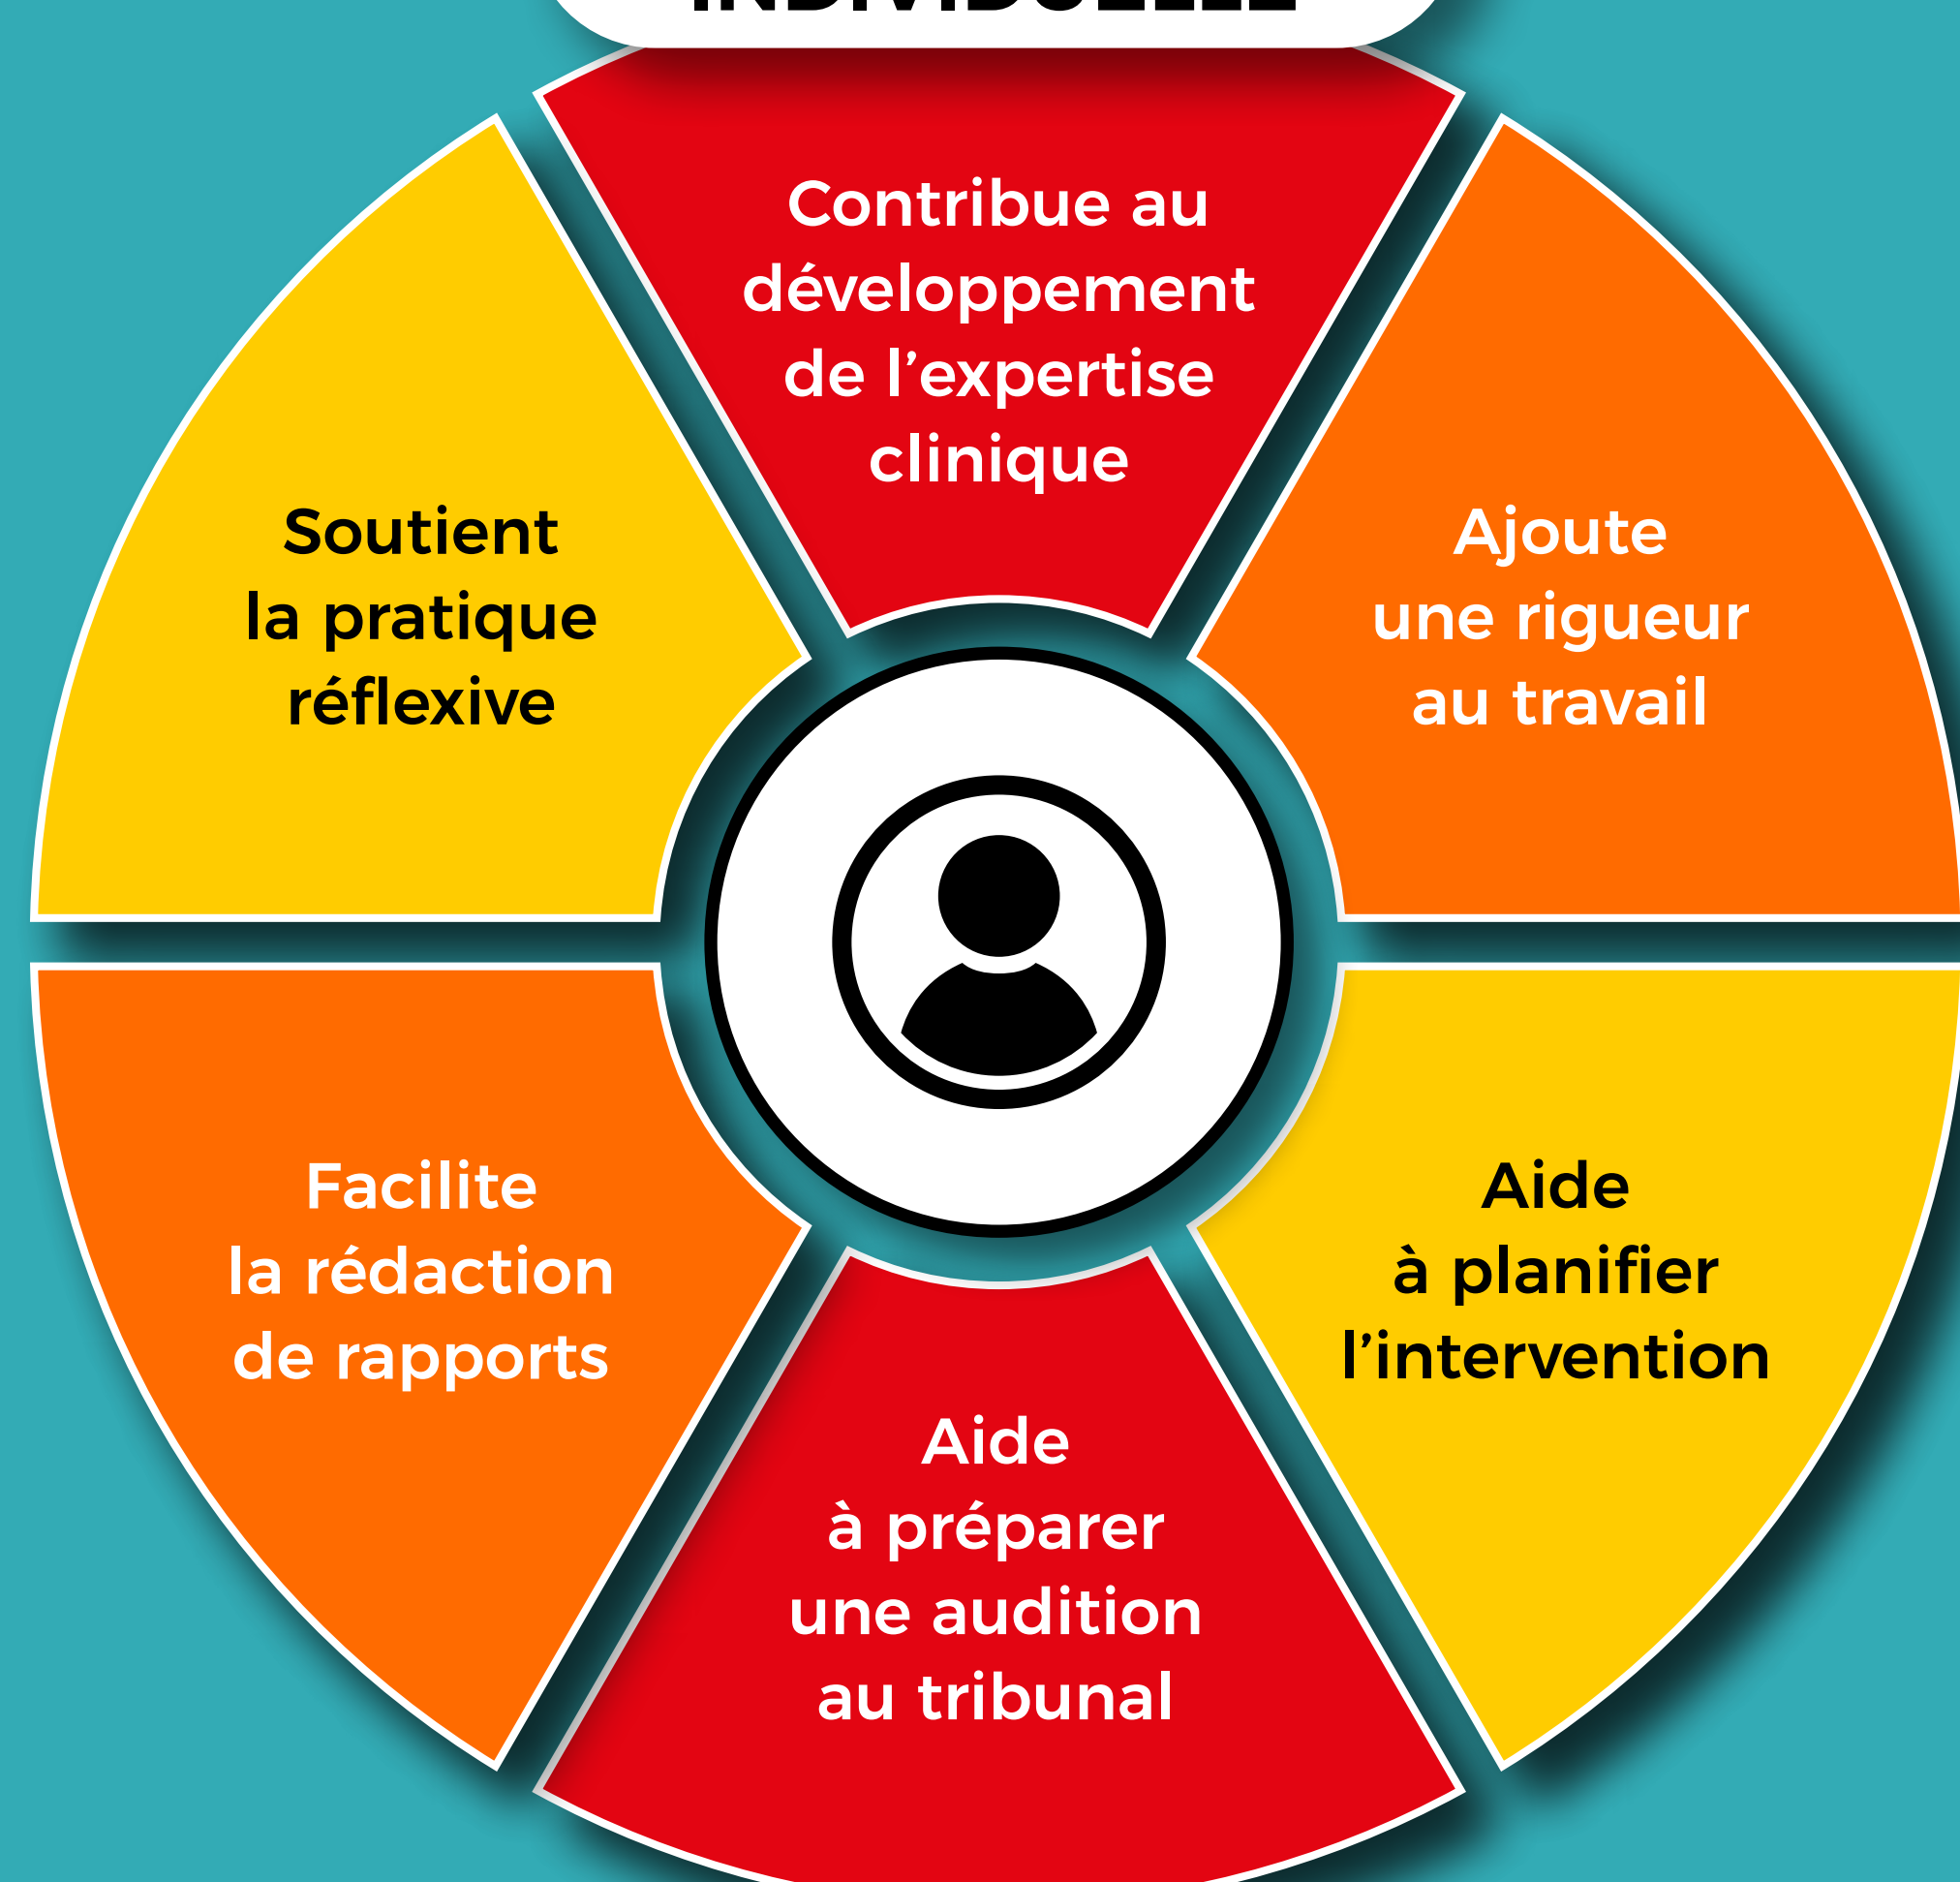 Contribue au
développement
de l’expertise
clinique
Ajoute
une rigueur
au travail
Aide
à planifier
l’intervention
Aide
à préparer
une audition
au tribunal
Facilite
la rédaction
de rapports
Soutient
la pratique
réflexive